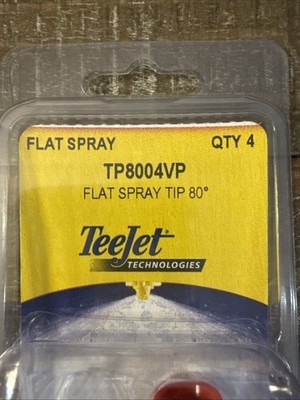 FLAT SPRAY QTY 4
TP8004VP
FLAT SPRAY TIP 80°
TeeJet
TECHNOLOGIES